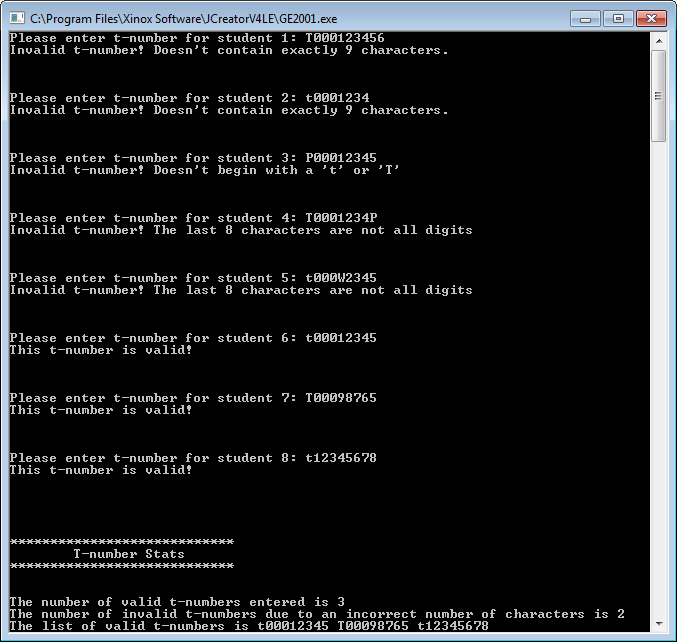 C:\Program Files\Xinox Software\JCreatorV4LE\GE2001.exe
Please enter t-number for student 1: T000123456
Invalid t-number! Doesn't contain exactly 9 characters.
Please enter t-number for student 2: t0001234
Invalid t-number! Doesn't contain exactly 9 characters.
Please enter t-number for student 3: P00012345
Invalid t-number! Doesn't begin with a 't' or 'T'
Please enter t-number for student 4: T0001234P
Invalid t-number! The last 8 characters are not all digits
Please enter t-number for student 5: t000W2345
Invalid t-number! The last 8 characters are not all digits
Please enter t-number for student 6: t00012345
This t-number is valid!
Please enter t-number for student 7: T00098765
This t-number is valid!
Please enter t-number for student 8: t12345678
This t-number is valid!
****************************
T-number Stats
****************************
The number of valid t-numbers entered is 3
The number of invalid t-numbers due to an incorrect number of characters is 2
The list of valid t-numbers is t00012345 T00098765 t12345678